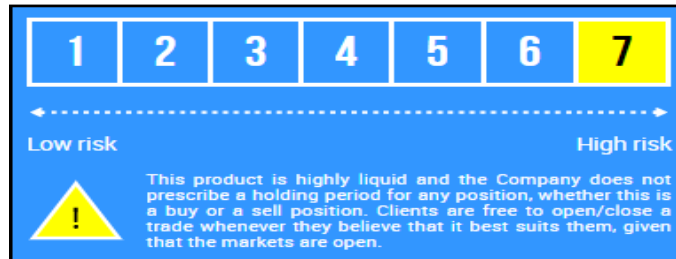 1 2 3 4 5 6 7
Low risk High risk
This product is highly liquid and the Company does not
prescribe a holding period for any position, whether this is
a buy or a sell position. Clients are free to open/close a
trade whenever they believe that it best suits them, given
that the markets are open.
!